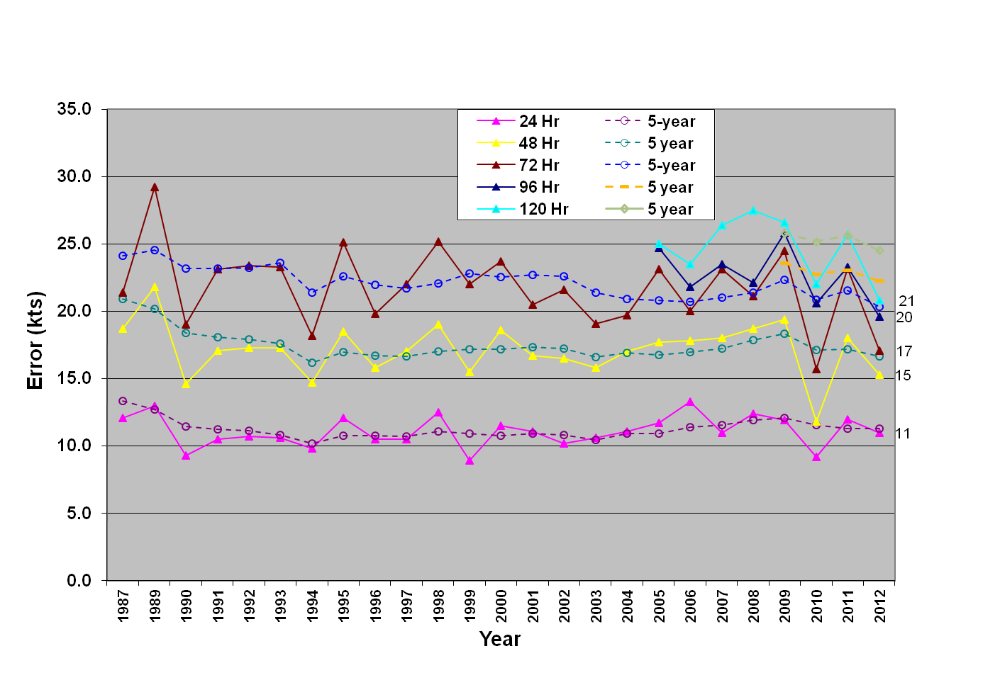 35.0
30.0
25.0
20.0
15.0
10.0
5.0
0.0
Error (kts)
24 Hr 5-year
48 Hr 5 year
72 Hr 5-year
96 Hr 5 year
120 Hr 5 year
21
20
17
15
11
1987 1989 1990 1991 1992 1993 1994 1995 1996 1997 1998 1999 2000 2001 2002 2003 2004 2005 2006 2007 2008 2009 2010 2011 2012
Year